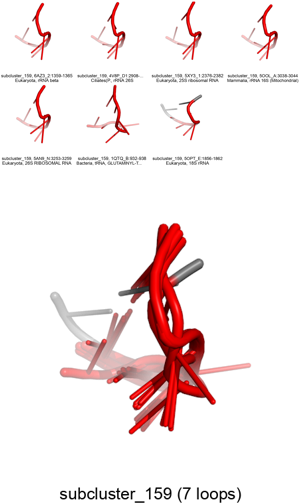 subcluster_159, 6AZ3_2:1359-1365
Eukaryota, rRNA beta
subcluster_159, 4V8P_D1:2608-...
Ciliates(P, rRNA 26S
subcluster_159, 5XY3_1:2376-2382
Eukaryota, 25S ribosomal RNA
subcluster_159, 5OOL_A:3038-3044
Mammalia, rRNA 16S (Mitochondrial)
subcluster_159, 5AN9_N:3253-3259
Eukaryota, 26S RIBOSOMAL RNA
subcluster_159, 1QTQ_B:932-938
Bacteria, tRNA, GLUTAMINYL-T...
subcluster_159, 5OPT_E:1856-1862
Eukaryota, 18S rRNA
subcluster_159 (7 loops)